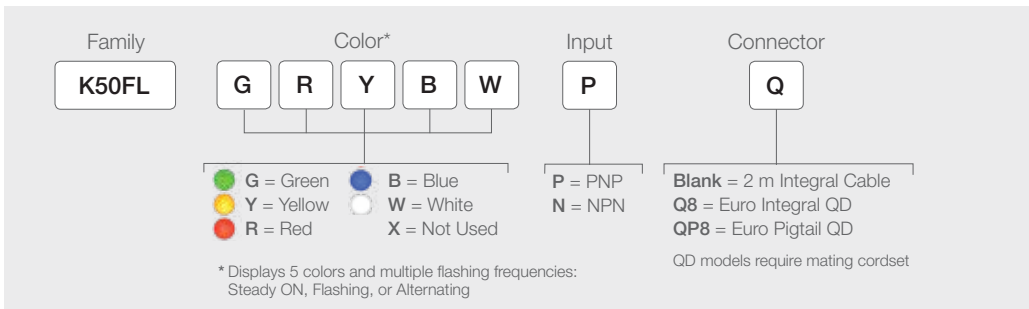 Family Color* Input Connector
K50FL G R Y B W P Q
G = Green B = Blue P = PNP Blank = 2 m Integral Cable
Y = Yellow W = White N = NPN Q8 = Euro Integral QD
R = Red X = Not Used QP8 = Euro Pigtail QD
QD models require mating cordset
* Displays 5 colors and multiple flashing frequencies:
Steady ON, Flashing, or Alternating